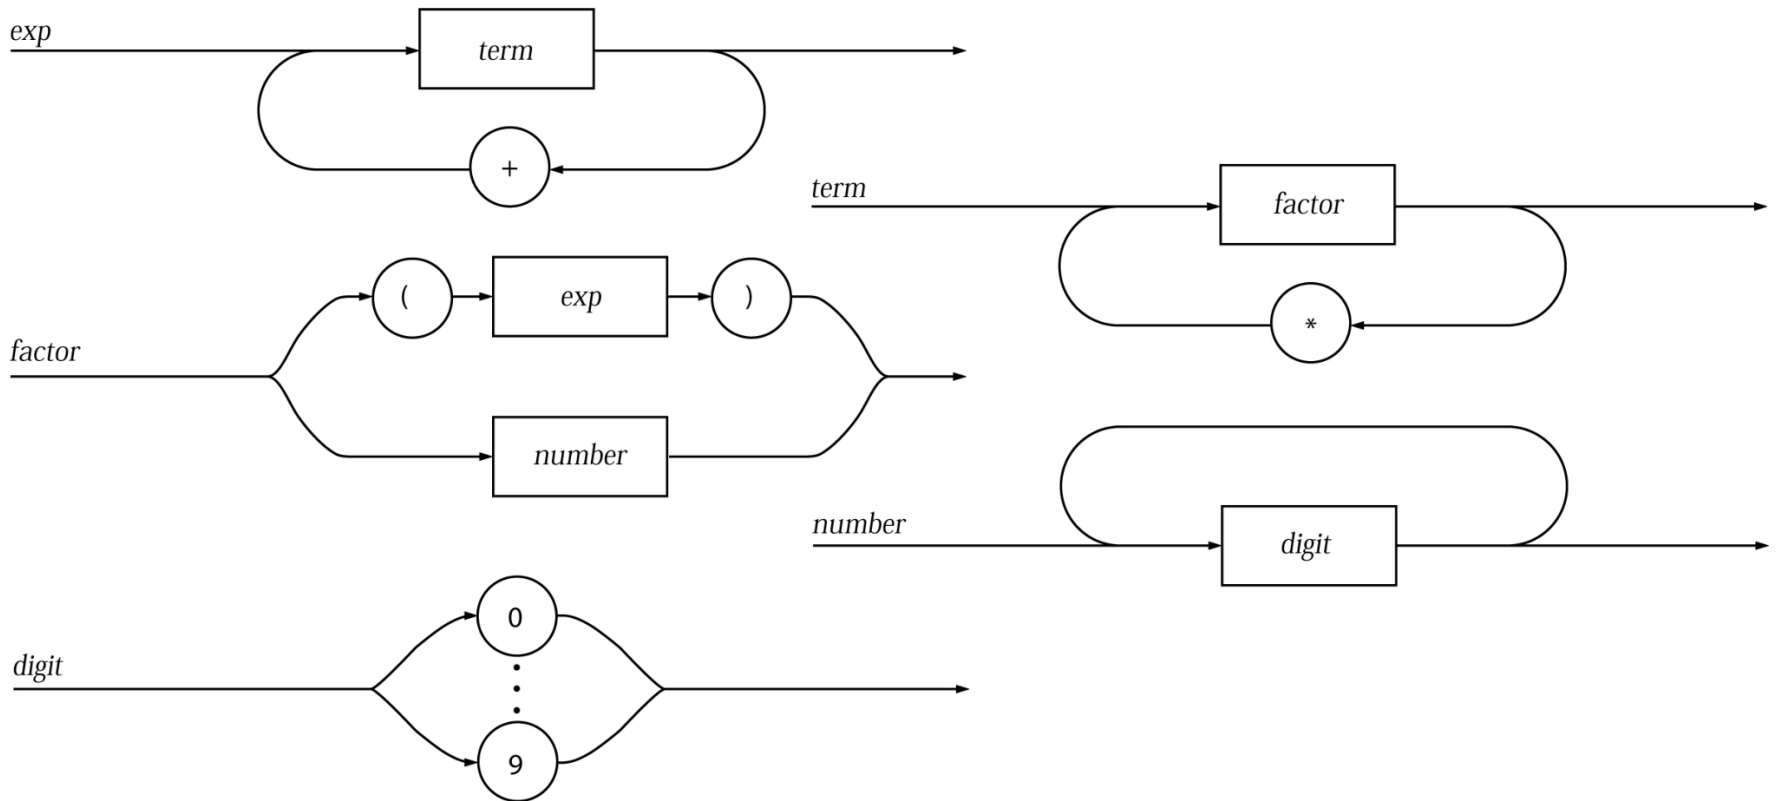 exp
term
+
term
factor
*
factor
( exp )
number
number
digit
digit
0
9